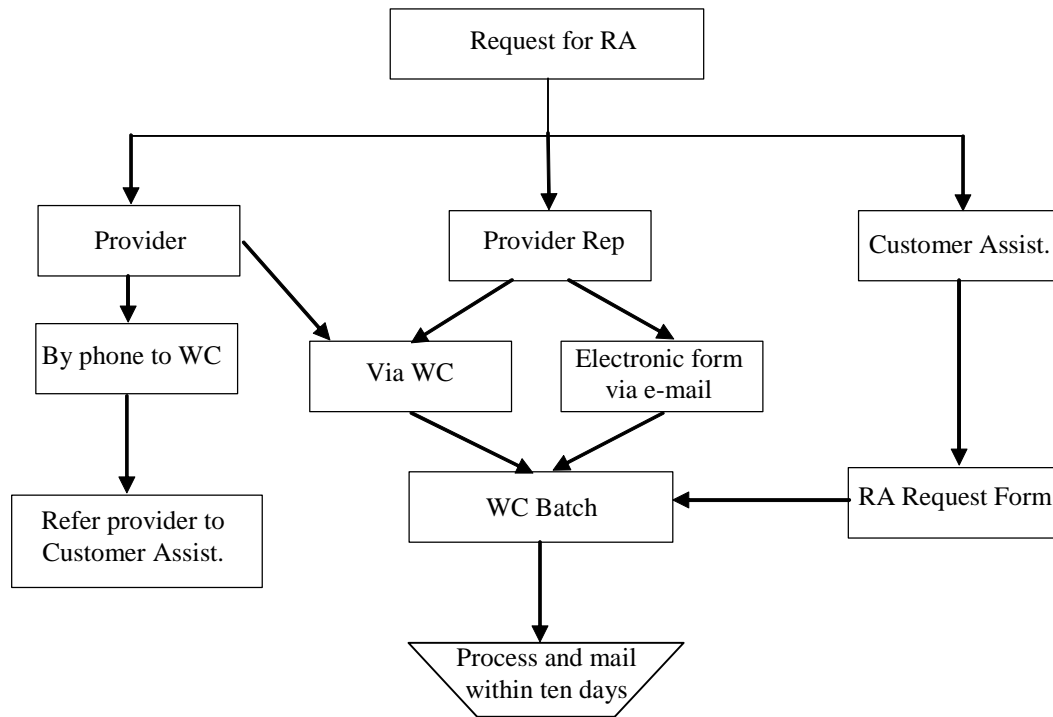 Request for RA
Provider
Provider Rep
Customer Assist.
By phone to WC
Via WC
Electronic form
via e-mail
Refer provider to
Customer Assist.
WC Batch
RA Request Form
Process and mail
within ten days